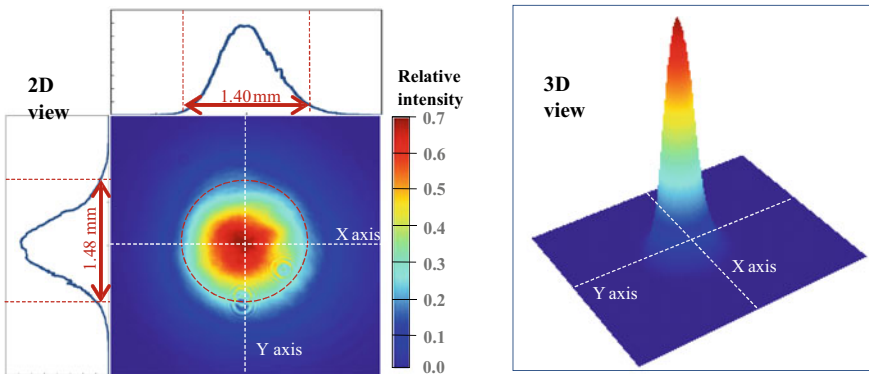 2D
view
1.40 mm
Relative
intensity
0.7
0.6
0.5
0.4
0.3
0.2
0.1
0.0
1.48 mm
X axis
Y axis
3D
view
X axis
Y axis